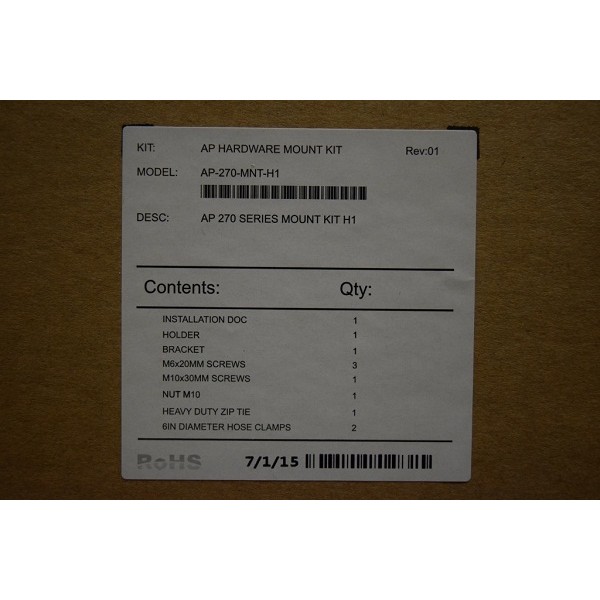 KIT: AP HARDWARE MOUNT KIT Rev:01
MODEL: AP-270-MNT-H1
DESC: AP 270 SERIES MOUNT KIT H1
Contents: Qty:
INSTALLATION DOC 1
HOLDER 1
BRACKET 1
M6x20MM SCREWS 3
M10x30MM SCREWS 1
NUT M10 1
HEAVY DUTY ZIP TIE 1
6IN DIAMETER HOSE CLAMPS 2
RoHS 7/1/15